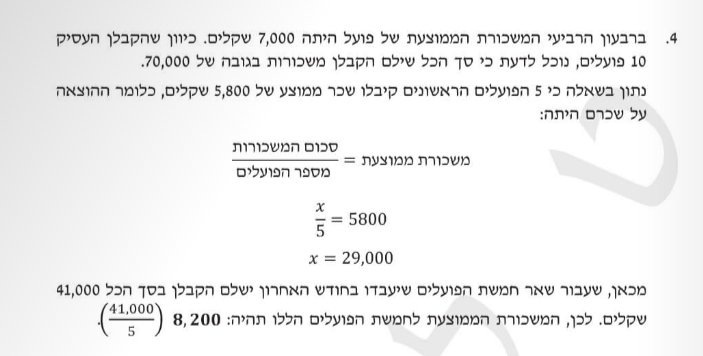 4. ברבעון הרביעי המשכורת הממוצעת של פועל היתה 7,000 שקלים. כיוון שהקבלן העסיק
10 פועלים, נוכל לדעת כי סך הכל שילם הקבלן משכורות בגובה של 70,000.
נתון בשאלה כי 5 הפועלים הראשונים קיבלו שכר ממוצע של 5,800 שקלים, כלומר ההוצאה
על שכרם היתה:
משכורת ממוצעת = סכום המשכורות / מספר הפועלים
x/5 = 5800
x = 29,000
מכאן, שעבור שאר חמשת הפועלים שיעבדו בחודש האחרון ישלם הקבלן בסך הכל 41,000
שקלים. לכן, המשכורת הממוצעת לחמשת הפועלים הללו תהיה: 8,200 (41,000/5).